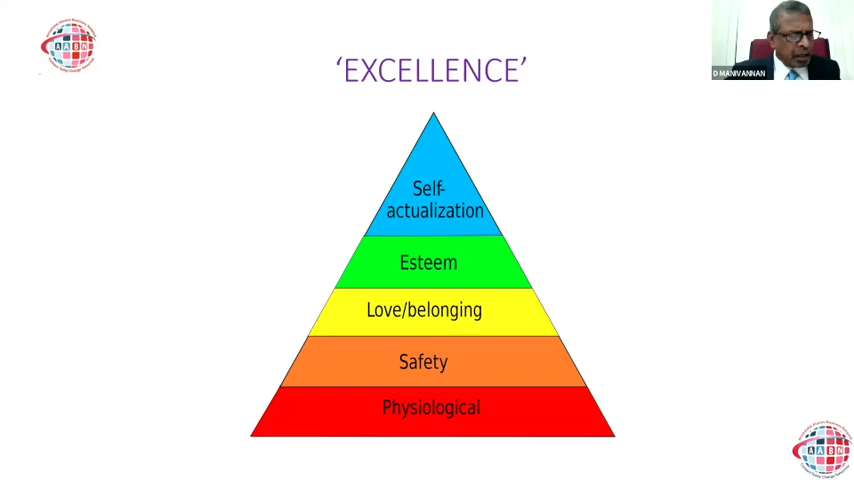 AABN
D MANIVANNAN
‘EXCELLENCE’
Self-
actualization
Esteem
Love/belonging
Safety
Physiological
AABN